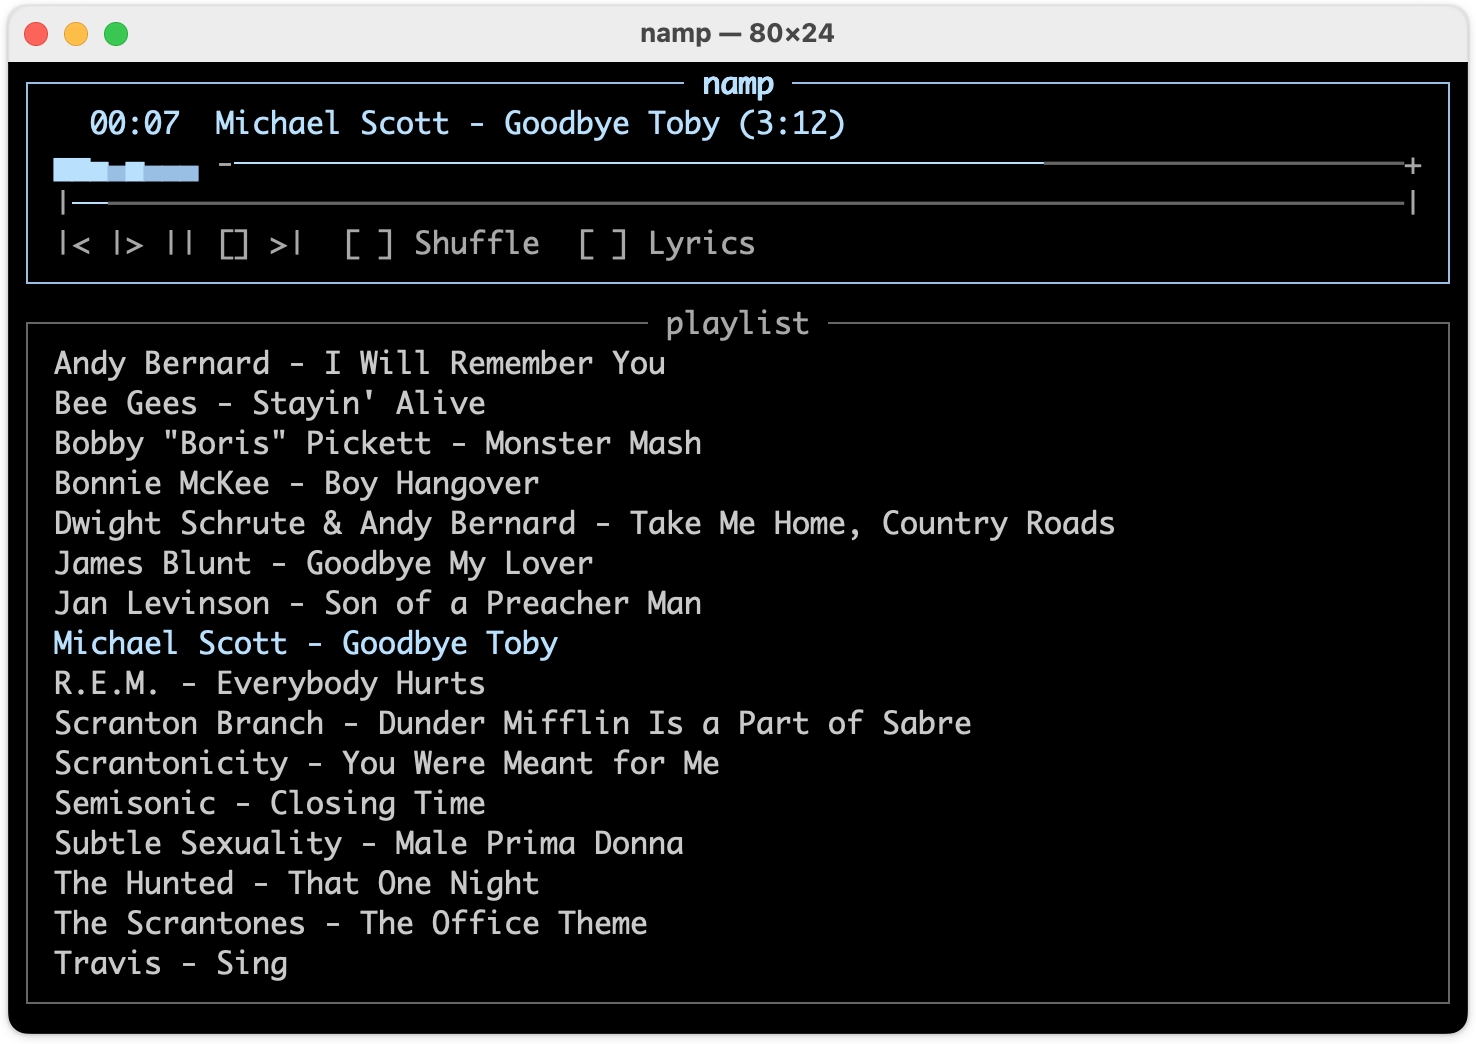 namp — 80×24
namp
00:07 Michael Scott - Goodbye Toby (3:12)
- +
| |
|< |> || [] >| [ ] Shuffle [ ] Lyrics
playlist
Andy Bernard - I Will Remember You
Bee Gees - Stayin' Alive
Bobby "Boris" Pickett - Monster Mash
Bonnie McKee - Boy Hangover
Dwight Schrute & Andy Bernard - Take Me Home, Country Roads
James Blunt - Goodbye My Lover
Jan Levinson - Son of a Preacher Man
Michael Scott - Goodbye Toby
R.E.M. - Everybody Hurts
Scranton Branch - Dunder Mifflin Is a Part of Sabre
Scrantonicity - You Were Meant for Me
Semisonic - Closing Time
Subtle Sexuality - Male Prima Donna
The Hunted - That One Night
The Scrantones - The Office Theme
Travis - Sing